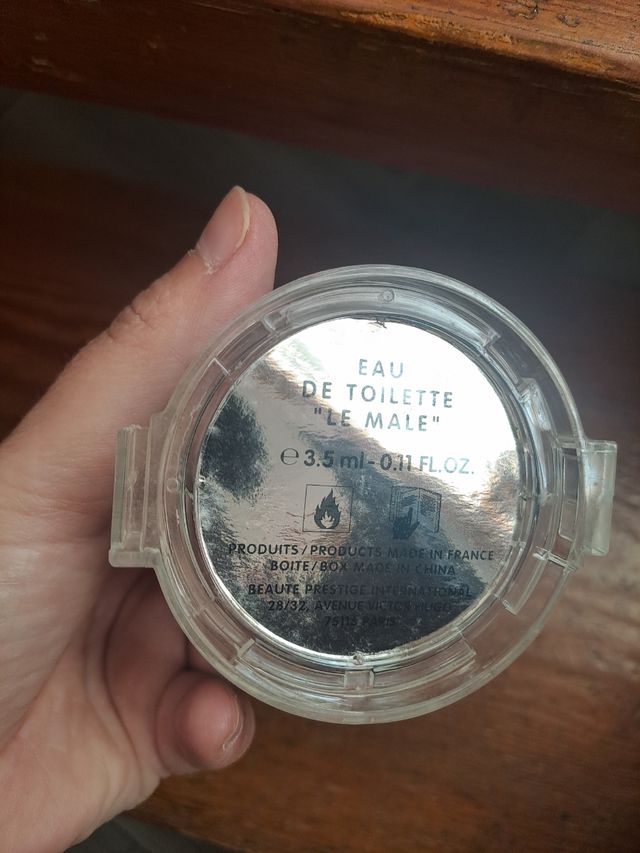 EAU
DE TOILETTE
"LE MALE"
℮ 3.5 ml - 0.11 FL.OZ.
PRODUITS / PRODUCTS MADE IN FRANCE
BOITE / BOX MADE IN CHINA
BEAUTE PRESTIGE INTERNATIONAL
28/32, AVENUE VICTOR HUGO
75116 PARIS